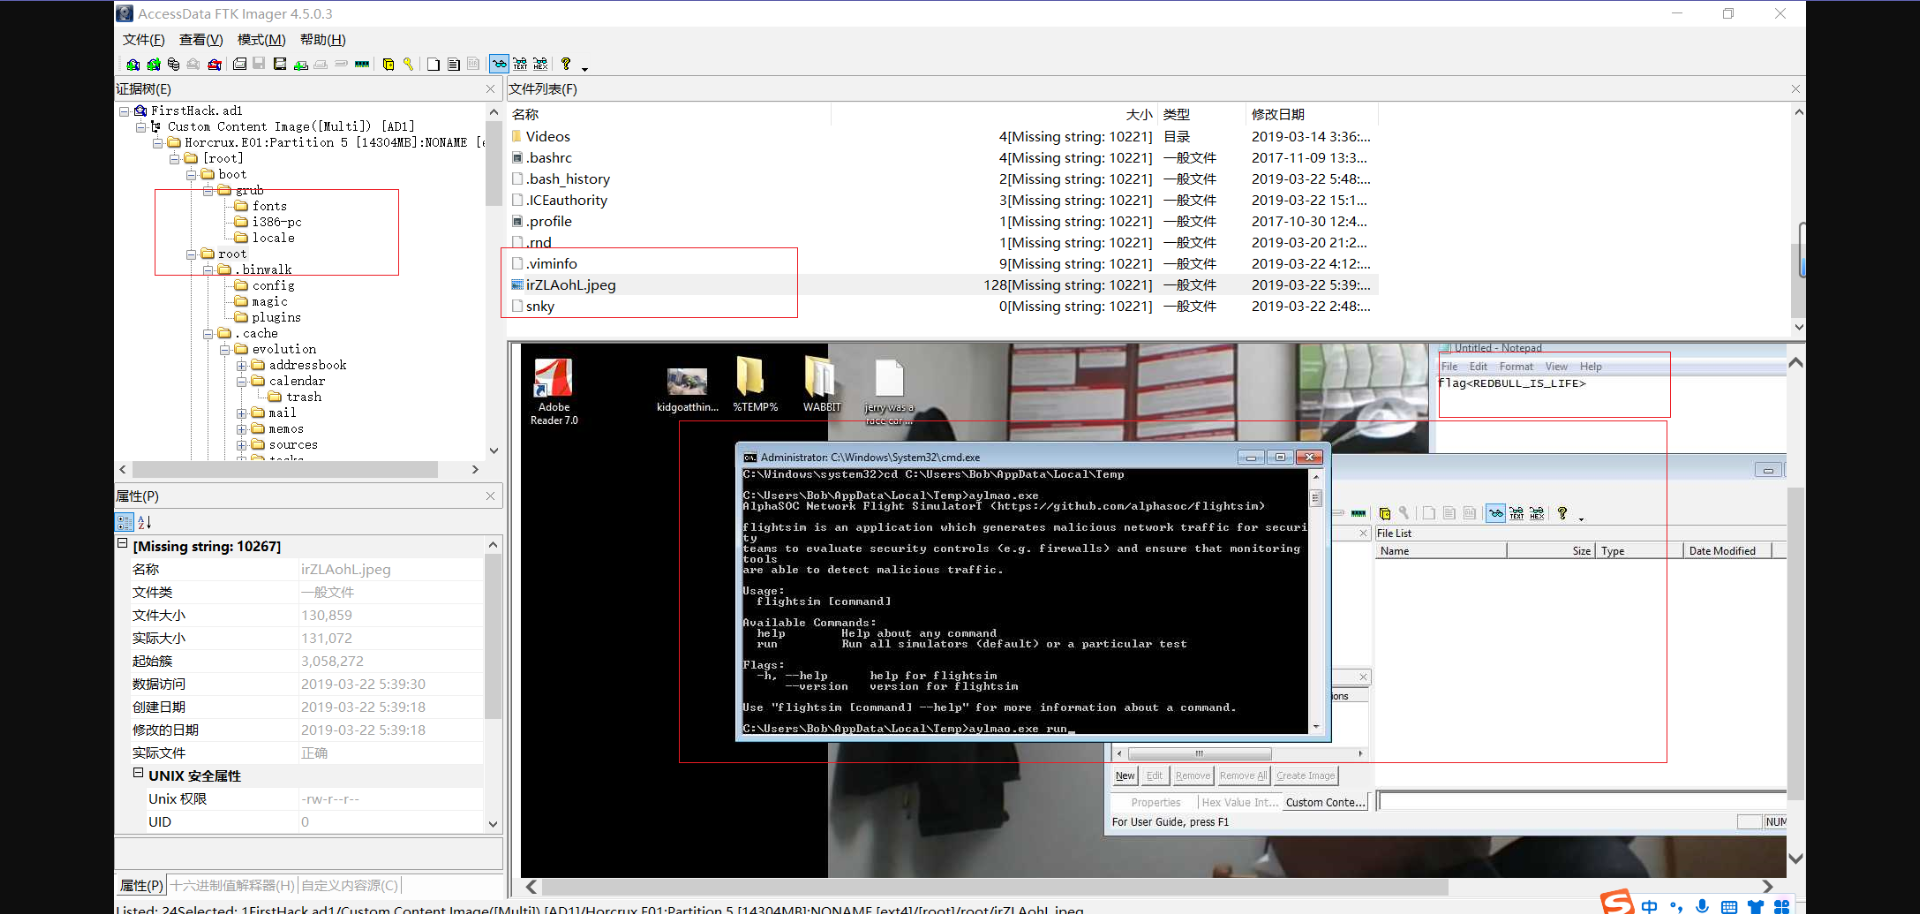 AccessData FTK Imager 4.5.0.3
文件(F) 查看(V) 模式(M) 帮助(H)
证据树(E)
FirstHack.ad1
Custom Content Image([Multi]) [AD1]
Horcrux.E01:Partition 5 [14304MB]:NONAME [e
[root]
boot
grub
fonts
i386-pc
locale
root
.binwalk
config
magic
plugins
.cache
evolution
addressbook
calendar
trash
mail
memos
sources
tasks
属性(P)
[Missing string: 10267]
名称 irZLAohL.jpeg
文件类 一般文件
文件大小 130,859
实际大小 131,072
起始簇 3,058,272
数据访问 2019-03-22 5:39:30
创建日期 2019-03-22 5:39:18
修改的日期 2019-03-22 5:39:18
实际文件 正确
UNIX 安全属性
Unix 权限 -rw-r--r--
UID 0
属性(P) 十六进制值解释器(H) 自定义内容源(C)
文件列表(F)
名称 大小 类型 修改日期
Videos 4[Missing string: 10221] 目录 2019-03-14 3:36:...
.bashrc 4[Missing string: 10221] 一般文件 2017-11-09 13:3...
.bash_history 2[Missing string: 10221] 一般文件 2019-03-22 5:48:...
.ICEauthority 3[Missing string: 10221] 一般文件 2019-03-22 15:1...
.profile 1[Missing string: 10221] 一般文件 2017-10-30 12:4...
.rnd 1[Missing string: 10221] 一般文件 2019-03-20 21:2...
.viminfo 9[Missing string: 10221] 一般文件 2019-03-22 4:12:...
irZLAohL.jpeg 128[Missing string: 10221] 一般文件 2019-03-22 5:39:...
snky 0[Missing string: 10221] 一般文件 2019-03-22 2:48:...
Adobe
Reader 7.0
kidgoatthin...
%TEMP%
WABBIT
jerry was a
race car ...
Untitled - Notepad
File Edit Format View Help
flag<REDBULL_IS_LIFE>
Administrator: C:\Windows\System32\cmd.exe
C:\Windows\system32>cd C:\Users\Bob\AppData\Local\Temp
C:\Users\Bob\AppData\Local\Temp>aylmao.exe
AlphaSOC Network Flight SimulatorT (https://github.com/alphasoc/flightsim)
flightsim is an application which generates malicious network traffic for securi
ty
teams to evaluate security controls (e.g. firewalls) and ensure that monitoring
tools
are able to detect malicious traffic.
Usage:
flightsim [command]
Available Commands:
help Help about any command
run Run all simulators (default) or a particular test
Flags:
-h, --help help for flightsim
--version version for flightsim
Use "flightsim [command] --help" for more information about a command.
C:\Users\Bob\AppData\Local\Temp>aylmao.exe run_
File List
Name Size Type Date Modified
ions
New Edit Remove Remove All Create Image
Properties Hex Value Int... Custom Conte...
For User Guide, press F1
NUM
Listed: 24Selected: 1FirstHack.ad1/Custom Content Image([Multi]) [AD1]/Horcrux.E01:Partition 5 [14304MB]:NONAME [ext4]/[root]/root/irZLAohL.jpeg
中